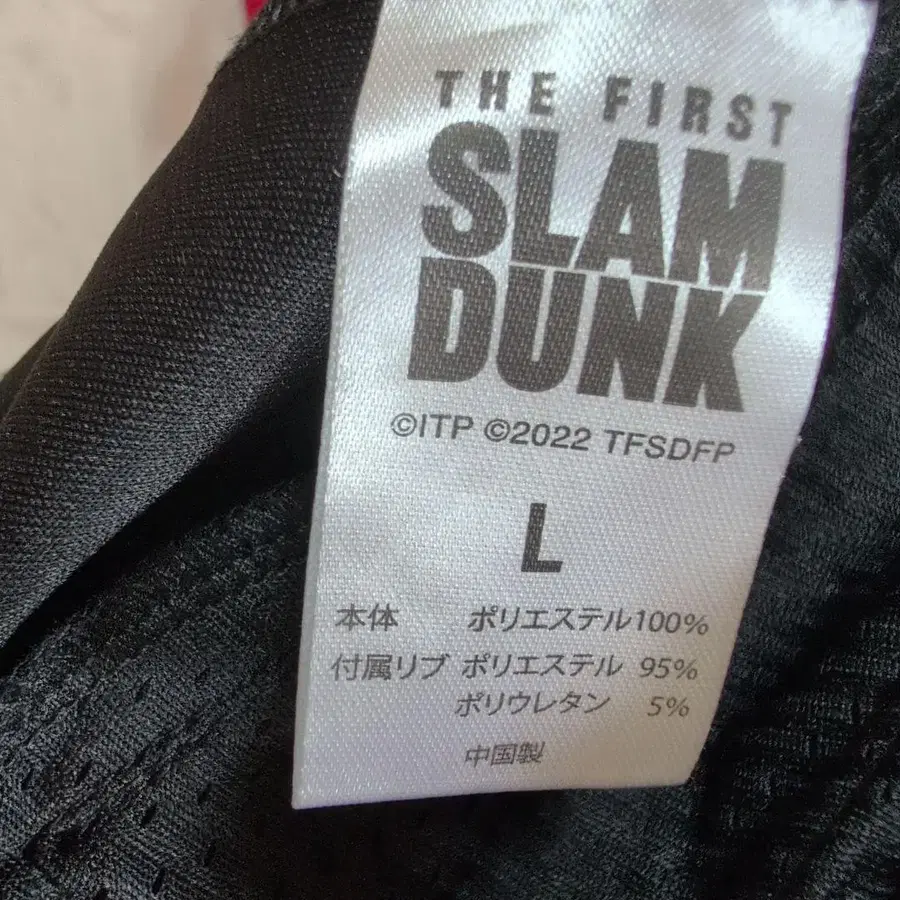 THE FIRST
SLAM
DUNK
©ITP ©2022 TFSDFP
L
本体 ポリエステル100%
付属リブ ポリエステル 95%
ポリウレタン 5%
中国製